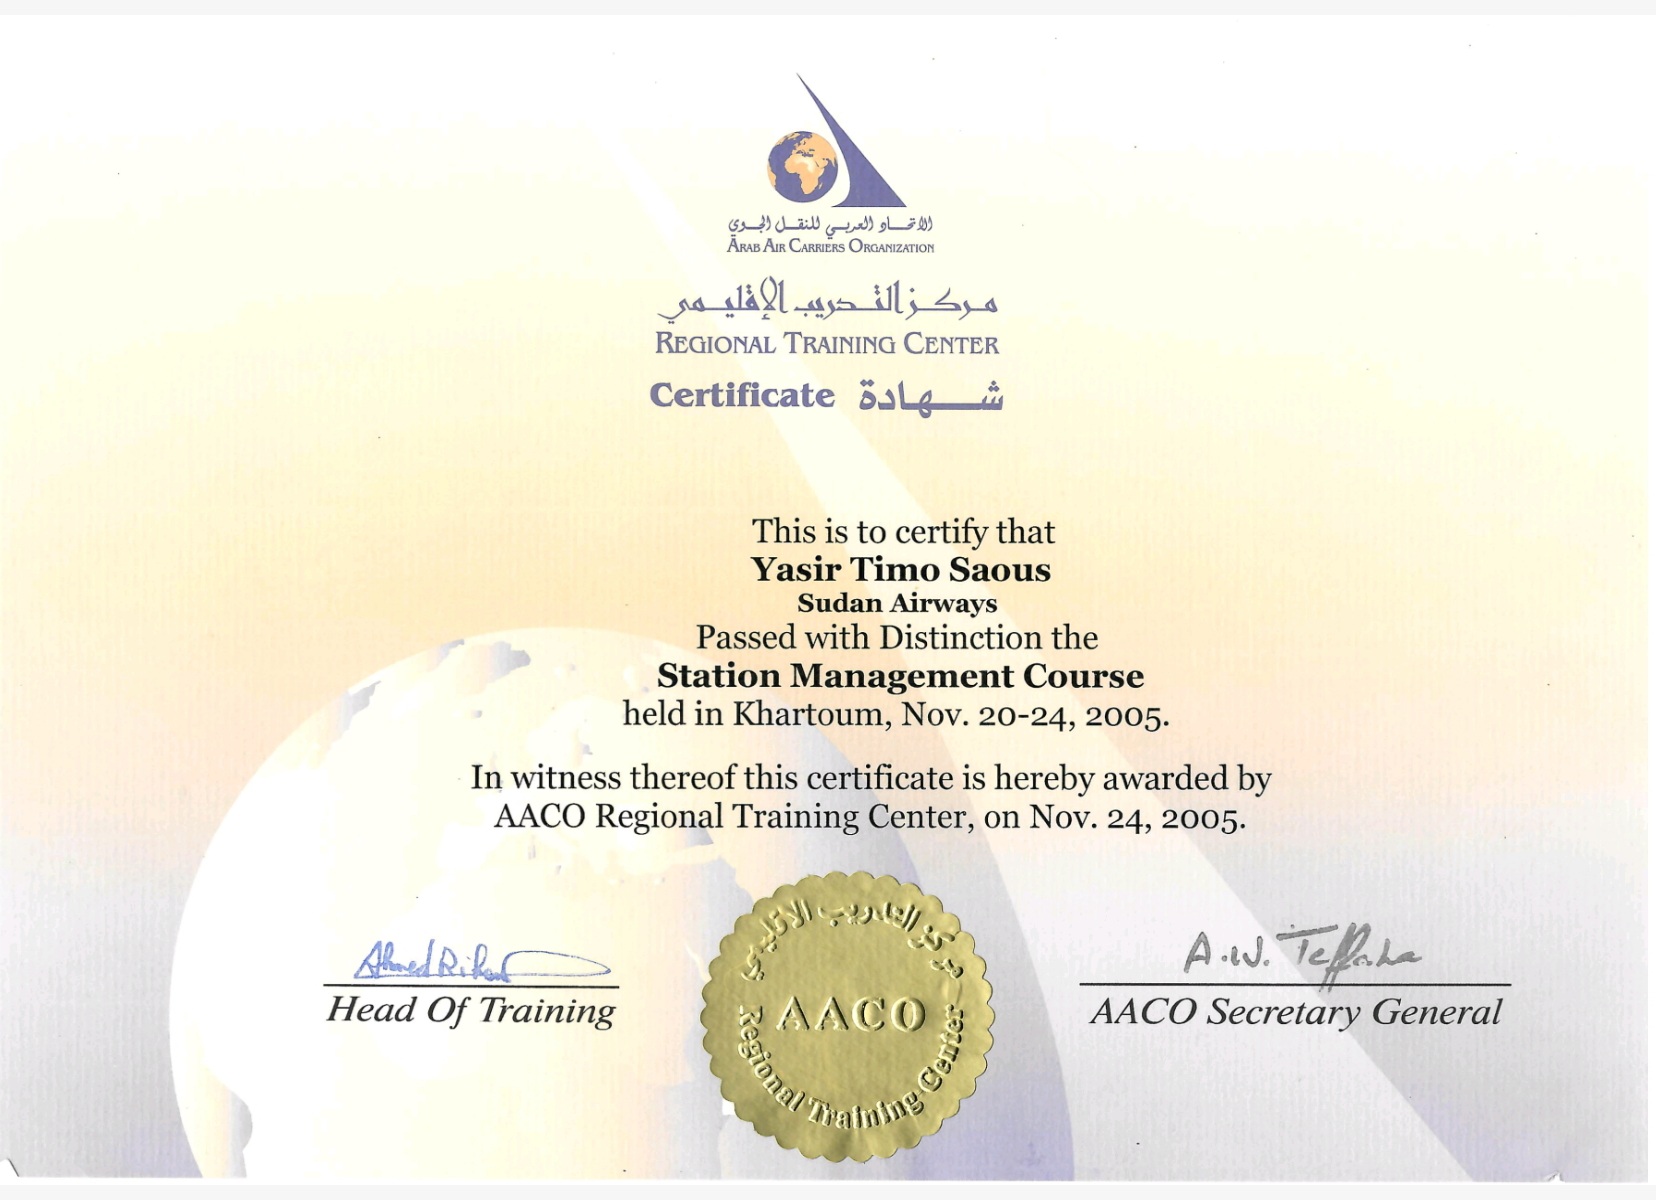 الاتحاد العربي للنقل الجوي
ARAB AIR CARRIERS ORGANIZATION
مركز التدريب الإقليمي
REGIONAL TRAINING CENTER
Certificate شهادة
This is to certify that
Yasir Timo Saous
Sudan Airways
Passed with Distinction the
Station Management Course
held in Khartoum, Nov. 20-24, 2005.
In witness thereof this certificate is hereby awarded by
AACO Regional Training Center, on Nov. 24, 2005.
Ahmed
Head Of Training
مركز التدريب الإقليمي
AACO
Regional Training Center
A.W. Teffaha
AACO Secretary General